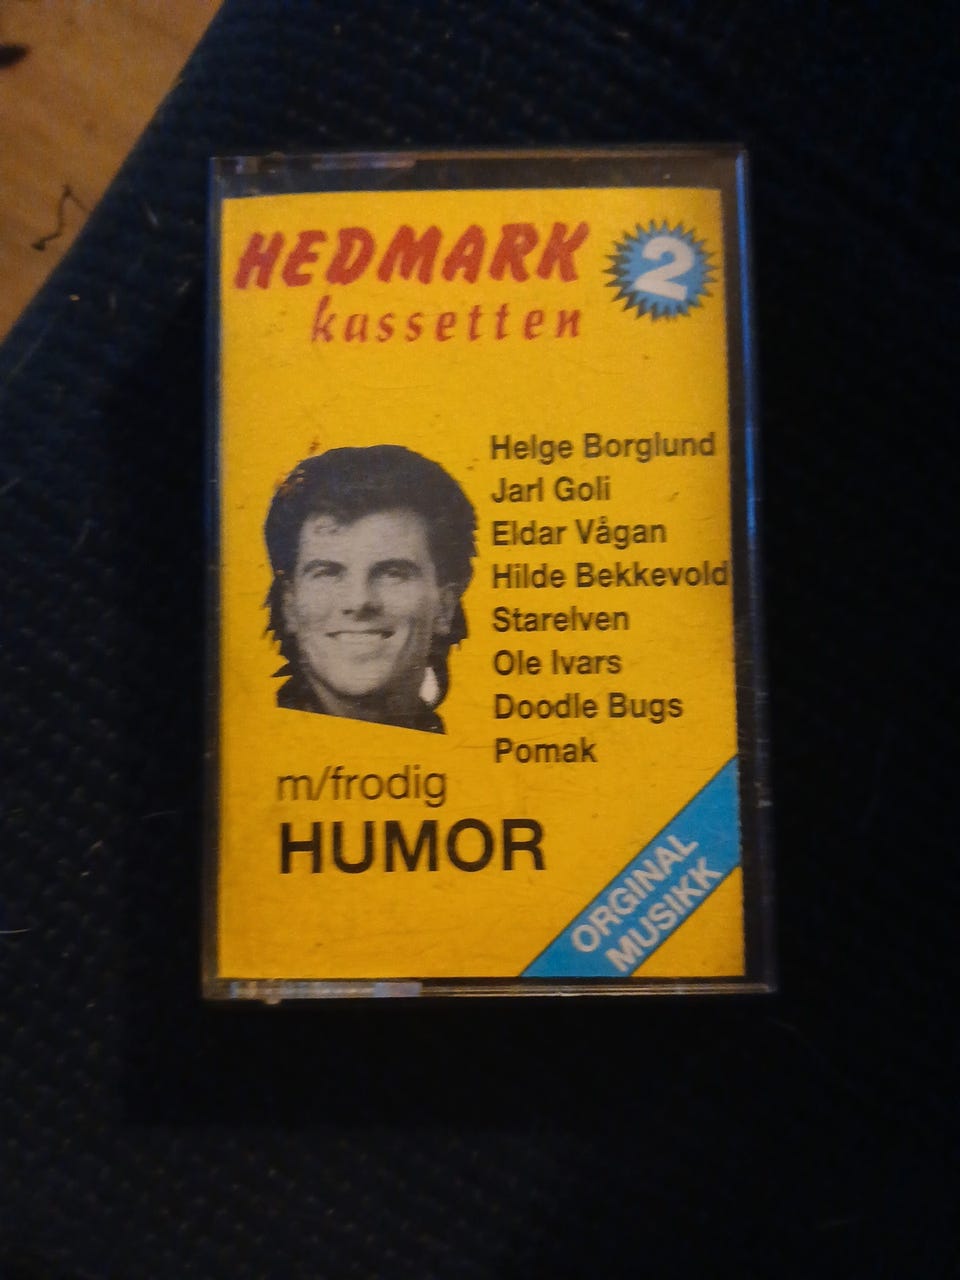 HEDMARK
kassetten
2
Helge Borglund
Jarl Goli
Eldar Vågan
Hilde Bekkevold
Starelven
Ole Ivars
Doodle Bugs
Pomak
m/frodig
HUMOR
ORGINAL
MUSIKK